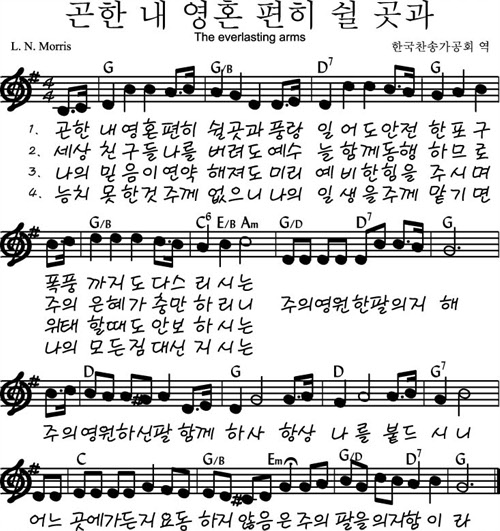 곤한 내 영혼 편히 쉴 곳과
The everlasting arms
L. N. Morris
한국찬송가공회 역
G G/B D7 G
1. 곤한 내 영혼 편히 쉴곳과 풍랑 일 어도 안전 한포 구
2. 세상 친 구들 나를 버려도 예수 늘 함께 동행 하므 로
3. 나의 믿 음이 연약 해져도 미리 예 비한 힘을 주시 며
4. 능치 못 한것 주께 없으니 나의 일 생을 주께 맡기 면
G/B C6 E/B Am G/D D7 G
폭풍 까지 도 다스 리 시는
주의 은혜 가 충만 하 리니 주의영원 한팔의지 해
위태 할때 도 안보 하 시는
나의 모든 짐 대신 지 시는
D G D G
주의영원하신팔 함께 하사 항상 나 를 붙드 시 니
C G/B Em G/D D7 G
어느 곳에가든지 요동 하지 않음은 주의 팔을의지함 이 라